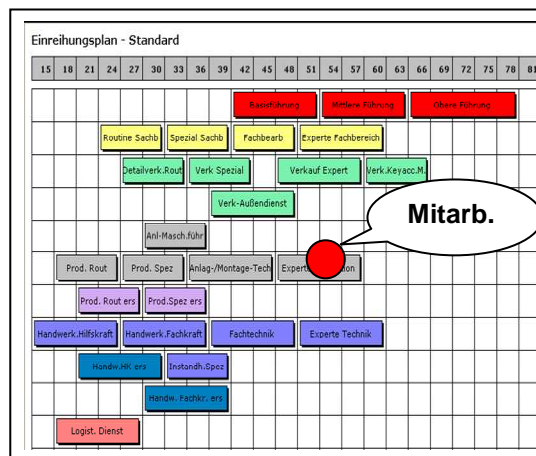 Einreihungsplan - Standard
15 18 21 24 27 30 33 36 39 42 45 48 51 54 57 60 63 66 69 72 75 78 81
Basisführung Mittlere Führung Obere Führung
Routine Sachb Spezial Sachb Fachbearb Experte Fachbereich
Detailverk.Rout Verk Spezial Verkauf Expert Verk.Keyacc.M.
Verk-Außendienst
Mitarb.
Anl-Masch.führ
Prod. Rout Prod. Spez Anlag-/Montage-Tech Expert
Prod. Rout ers Prod.Spez ers
Handwerk.Hilfskraft Handwerk.Fachkraft Fachtechnik Experte Technik
Handw.HK ers Instandh.Spez
Handw. Fachkr. ers
Logist. Dienst